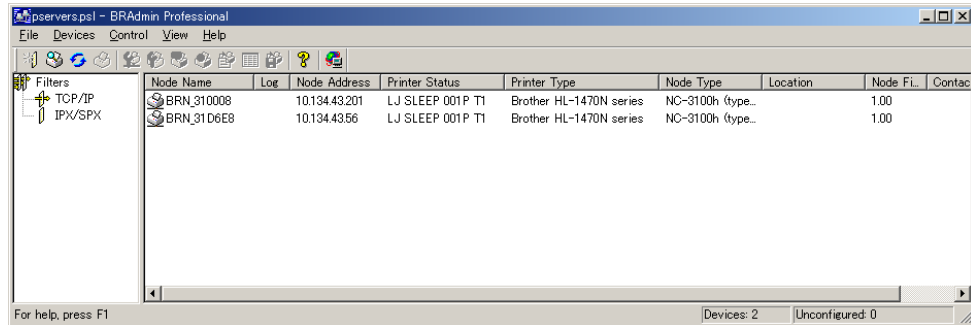 pservers.psl - BRAdmin Professional
File Devices Control View Help
Filters
TCP/IP
IPX/SPX
Node Name Log Node Address Printer Status Printer Type Node Type Location Node Fi... Contac
BRN_310008 10.134.43.201 LJ SLEEP 001P T1 Brother HL-1470N series NC-3100h (type... 1.00
BRN_31D6E8 10.134.43.56 LJ SLEEP 001P T1 Brother HL-1470N series NC-3100h (type... 1.00
For help, press F1 Devices: 2 Unconfigured: 0